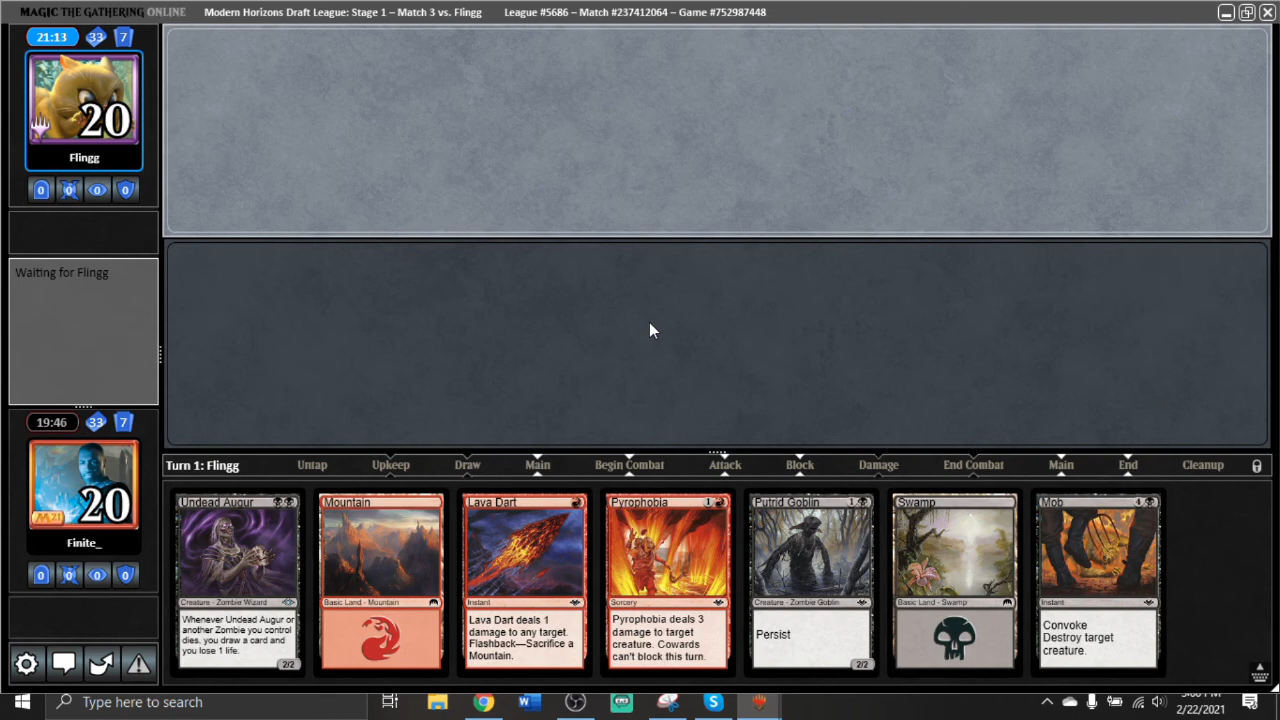 MAGIC THE GATHERING ONLINE Modern Horizons Draft League: Stage 1 – Match 3 vs. Flingg League #5686 – Match #237412064 – Game #752987448
21:13 33 7
20
Flingg
0 0 0 0
Waiting for Flingg
19:46 33 7
M21 20
Finite_
0 0 0 0
Turn 1: Flingg Untap Upkeep Draw Main Begin Combat Attack Block Damage End Combat Main End Cleanup
Undead Augur
Creature - Zombie Wizard
Whenever Undead Augur or
another Zombie you control
dies, you draw a card and
you lose 1 life.
2/2
Mountain
Basic Land - Mountain
Lava Dart
Instant
Lava Dart deals 1
damage to any target.
Flashback—Sacrifice a
Mountain.
Pyrophobia 1
Sorcery
Pyrophobia deals 3
damage to target
creature. Cowards
can't block this turn.
Putrid Goblin 1
Creature - Zombie Goblin
Persist
2/2
Swamp
Basic Land - Swamp
Mob 4
Instant
Convoke
Destroy target
creature.
Type here to search
2/22/2021